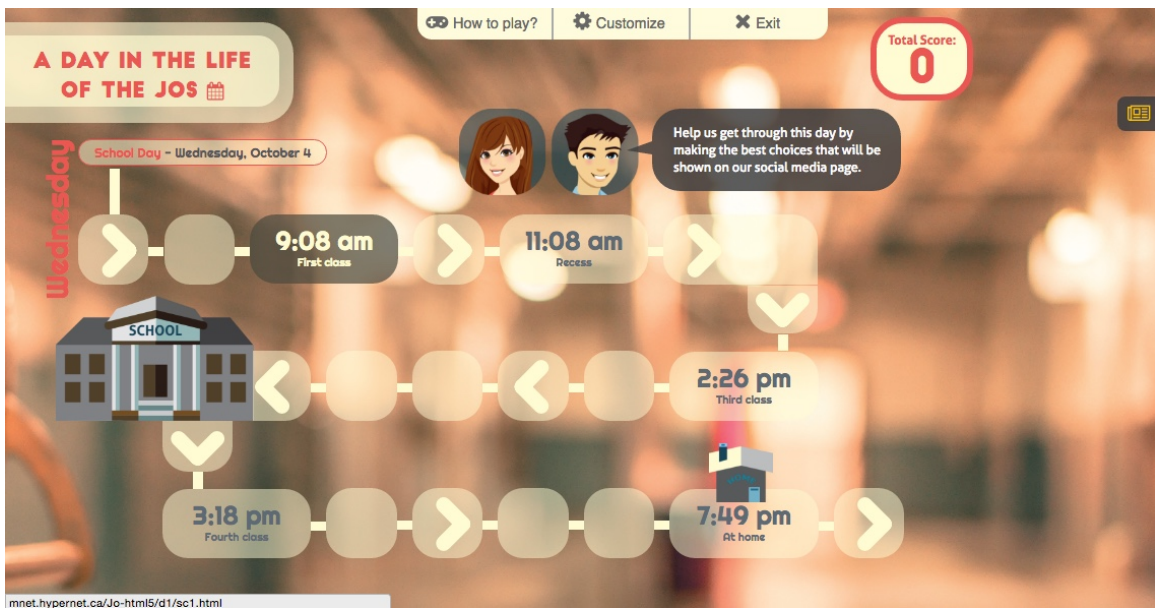 How to play?
Customize
Exit
A DAY IN THE LIFE
OF THE JOS
Total Score:
0
Wednesday
School Day - Wednesday, October 4
Help us get through this day by
making the best choices that will be
shown on our social media page.
9:08 am
First class
11:08 am
Recess
SCHOOL
2:26 pm
Third class
3:18 pm
Fourth class
7:49 pm
At home
mnet.hypernet.ca/Jo-html5/d1/sc1.html